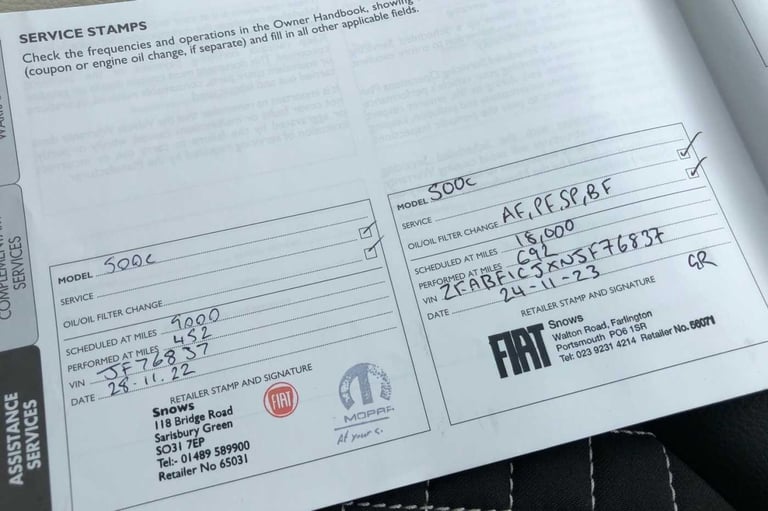 SERVICE STAMPS
Check the frequencies and operations in the Owner Handbook, showing
(coupon or engine oil change, if separate) and fill in all other applicable fields.
COMPLEMENTARY
SERVICES
ASSISTANCE
SERVICES
MODEL 500c
SERVICE
OIL/OIL FILTER CHANGE
SCHEDULED AT MILES 9000
PERFORMED AT MILES 452
VIN JF76837
DATE 28.11.22
RETAILER STAMP AND SIGNATURE
Snows
118 Bridge Road
Sarisbury Green
SO31 7EP
Tel:- 01489 589900
Retailer No 65031
FIAT
MOPAR
At your
MODEL 500c
SERVICE
OIL/OIL FILTER CHANGE AF, PF, SP, BF
SCHEDULED AT MILES 18,000
PERFORMED AT MILES 692
VIN ZFABF1CJXNJF76837
DATE 24-11-23
RETAILER STAMP AND SIGNATURE
GR
FIAT
Snows
Walton Road, Farlington
Portsmouth PO6 1SR
Tel: 023 9231 4214 Retailer No. 66071